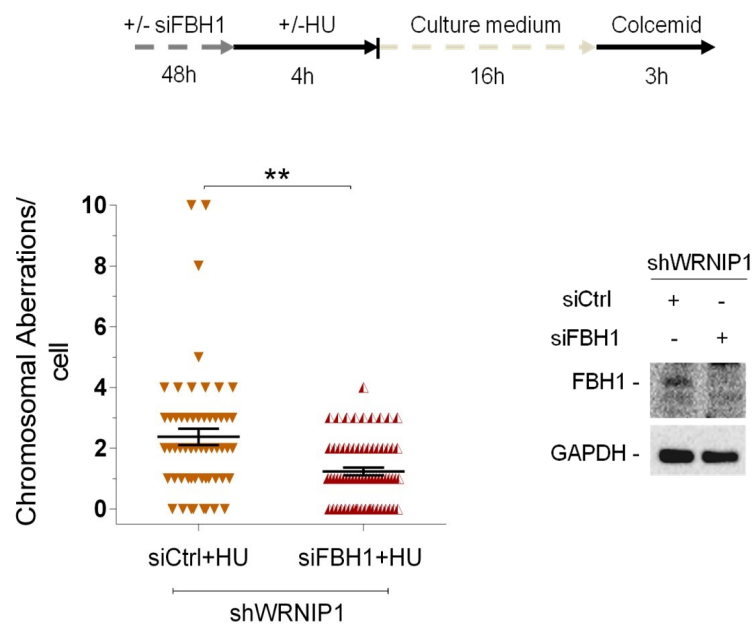 +/- siFBH1 +/-HU Culture medium Colcemid
48h 4h 16h 3h
**
Chromosomal Aberrations/
cell
10
8
6
4
2
0
siCtrl+HU siFBH1+HU
shWRNIP1
shWRNIP1
siCtrl + -
siFBH1 - +
FBH1 -
GAPDH -